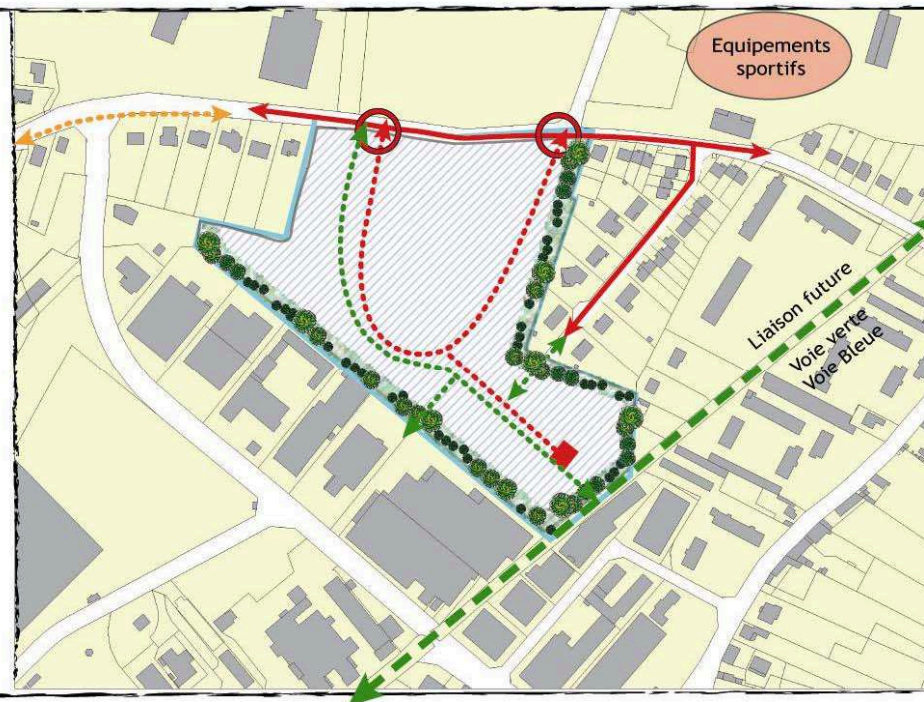 Equipements
sportifs
Liaison future
Voie verte
Voie Bleue